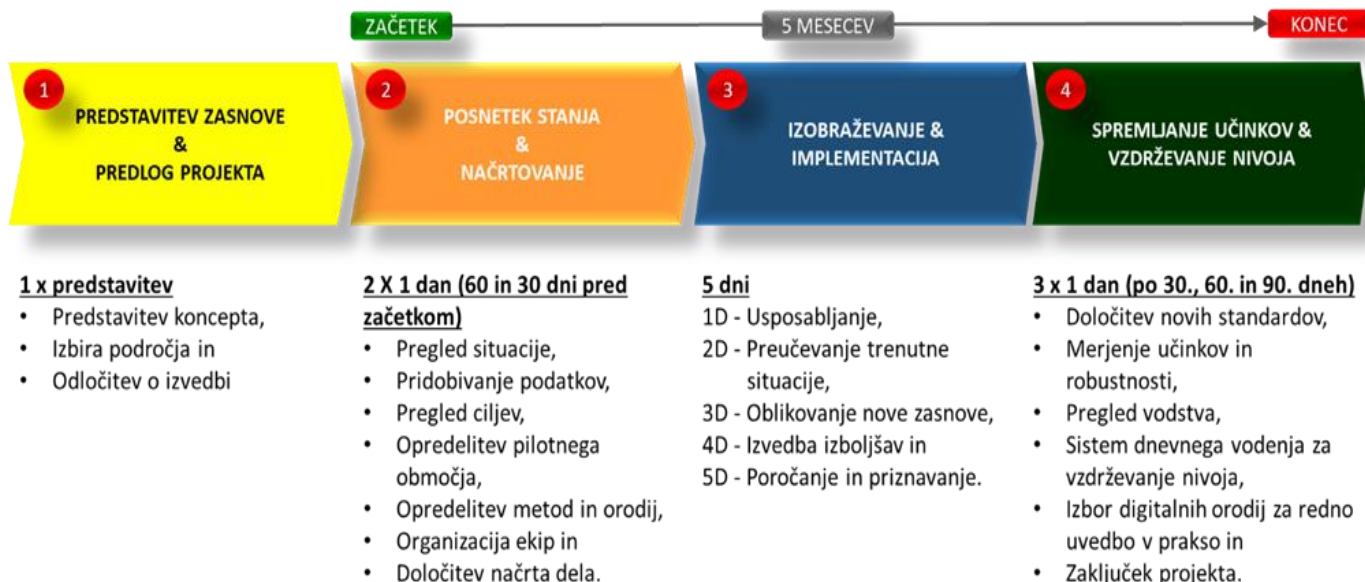 ZAČETEK
5 MESECEV
KONEC
1
PREDSTAVITEV ZASNOVE
&
PREDLOG PROJEKTA
2
POSNETEK STANJA
&
NAČRTOVANJE
3
IZOBRAŽEVANJE &
IMPLEMENTACIJA
4
SPREMLJANJE UČINKOV &
VZDRŽEVANJE NIVOJA
1 x predstavitev
• Predstavitev koncepta,
• Izbira področja in
• Odločitev o izvedbi
2 X 1 dan (60 in 30 dni pred
začetkom)
• Pregled situacije,
• Pridobivanje podatkov,
• Pregled ciljev,
• Opredelitev pilotnega
območja,
• Opredelitev metod in orodij,
• Organizacija ekip in
• Določitev načrta dela.
5 dni
1D - Usposabljanje,
2D - Preučevanje trenutne
situacije,
3D - Oblikovanje nove zasnove,
4D - Izvedba izboljšav in
5D - Poročanje in priznavanje.
3 x 1 dan (po 30., 60. in 90. dneh)
• Določitev novih standardov,
• Merjenje učinkov in
robustnosti,
• Pregled vodstva,
• Sistem dnevnega vodenja za
vzdrževanje nivoja,
• Izbor digitalnih orodij za redno
uvedbo v prakso in
• Zaključek projekta.